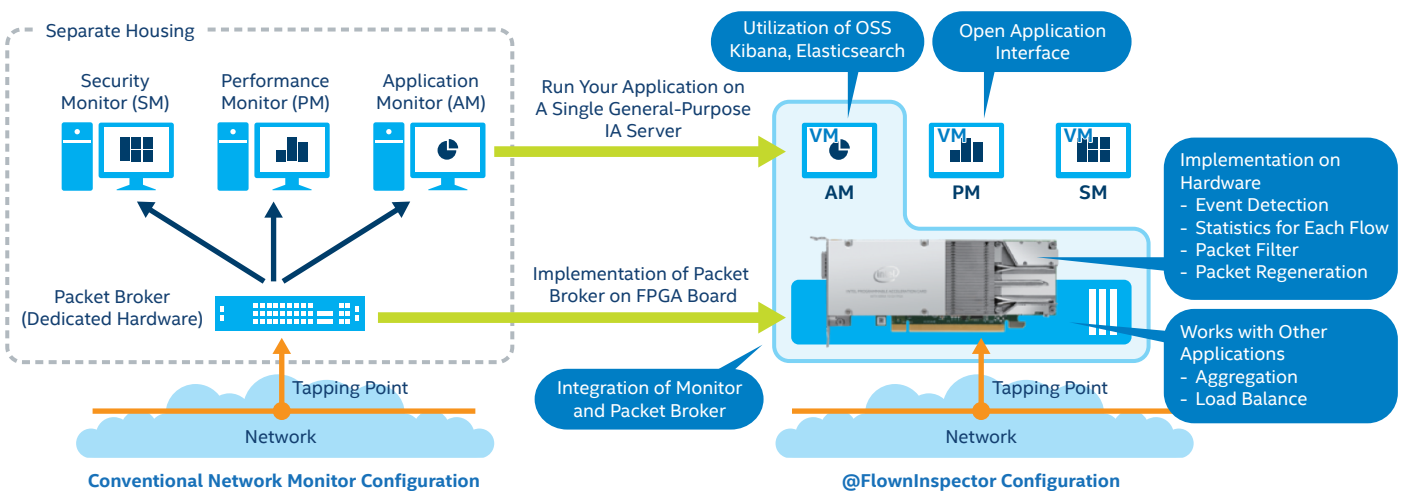 Separate Housing
Security
Monitor (SM)
Performance
Monitor (PM)
Application
Monitor (AM)
Packet Broker
(Dedicated Hardware)
Tapping Point
Network
Conventional Network Monitor Configuration
Run Your Application on
A Single General-Purpose
IA Server
Implementation of Packet
Broker on FPGA Board
Integration of Monitor
and Packet Broker
Utilization of OSS
Kibana, Elasticsearch
Open Application
Interface
VM
AM
VM
PM
VM
SM
Implementation on
Hardware
- Event Detection
- Statistics for Each Flow
- Packet Filter
- Packet Regeneration
Works with Other
Applications
- Aggregation
- Load Balance
Tapping Point
Network
@FlownInspector Configuration